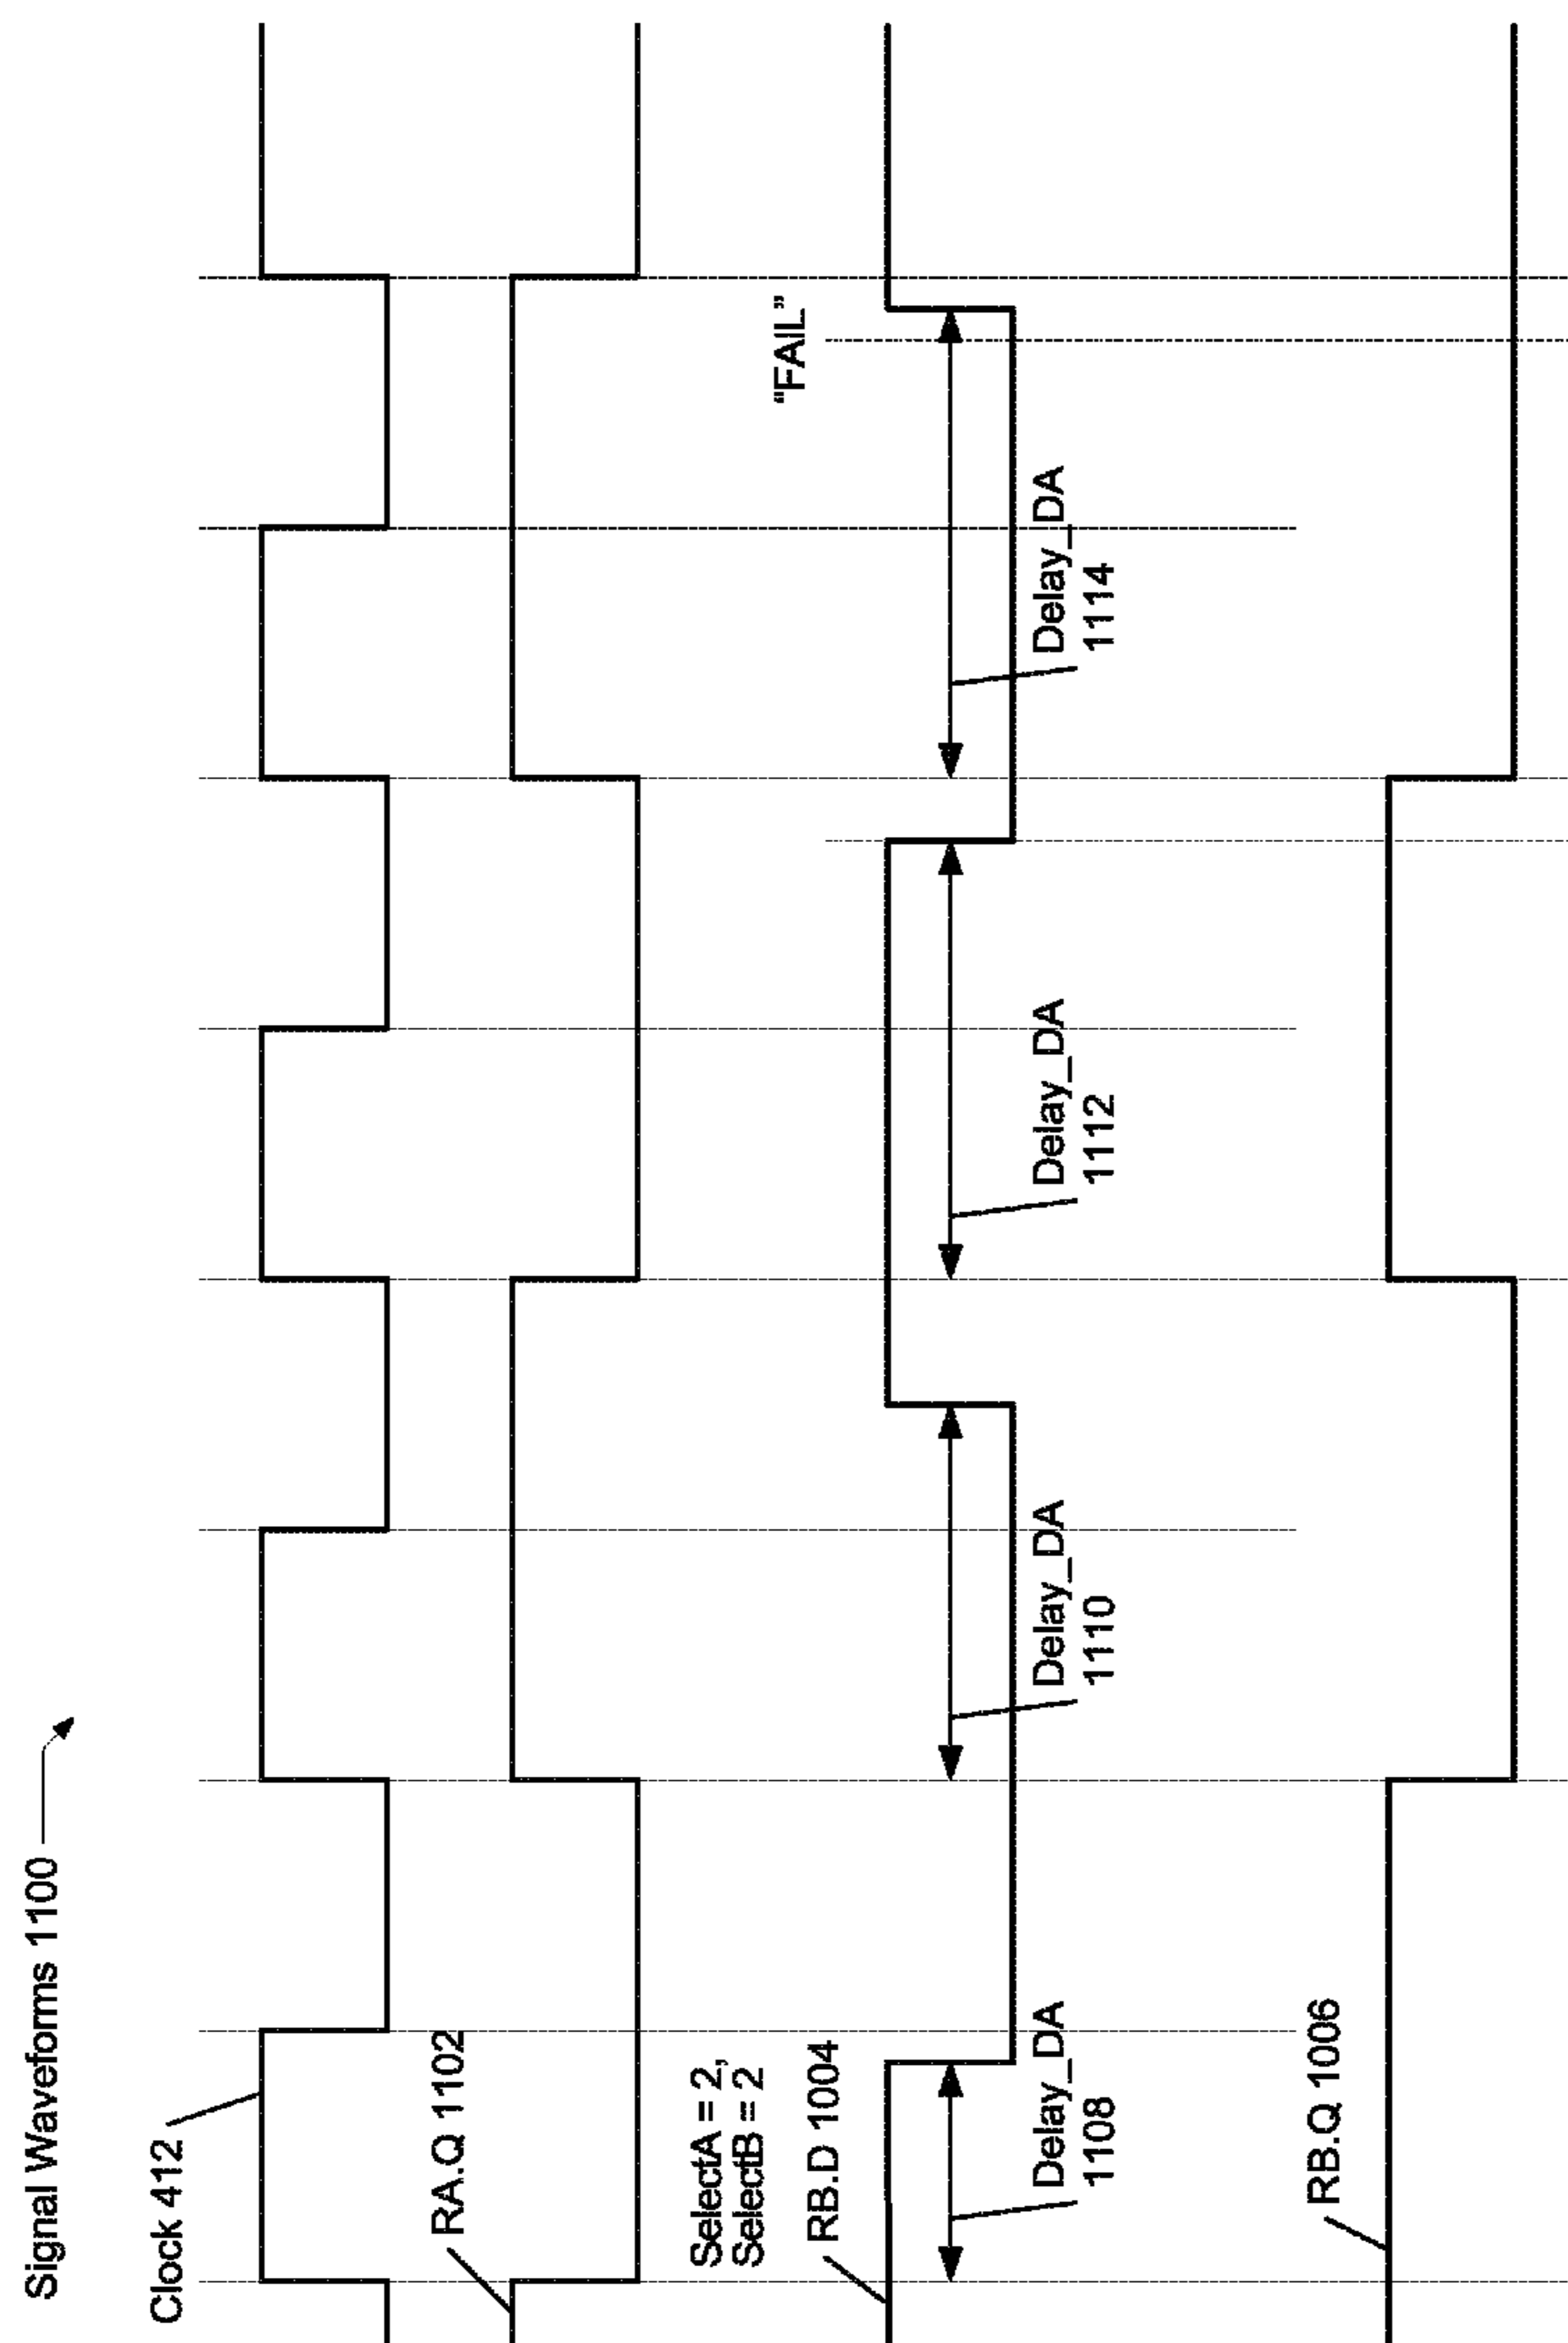 Signal Waveforms 1100
Clock 412
RA.Q 1102
SelectA = 2,
SelectB = 2
RB.D 1004
"FAIL"
Delay_DA
1108
Delay_DA
1110
Delay_DA
1112
Delay_DA
1114
RB.Q 1006